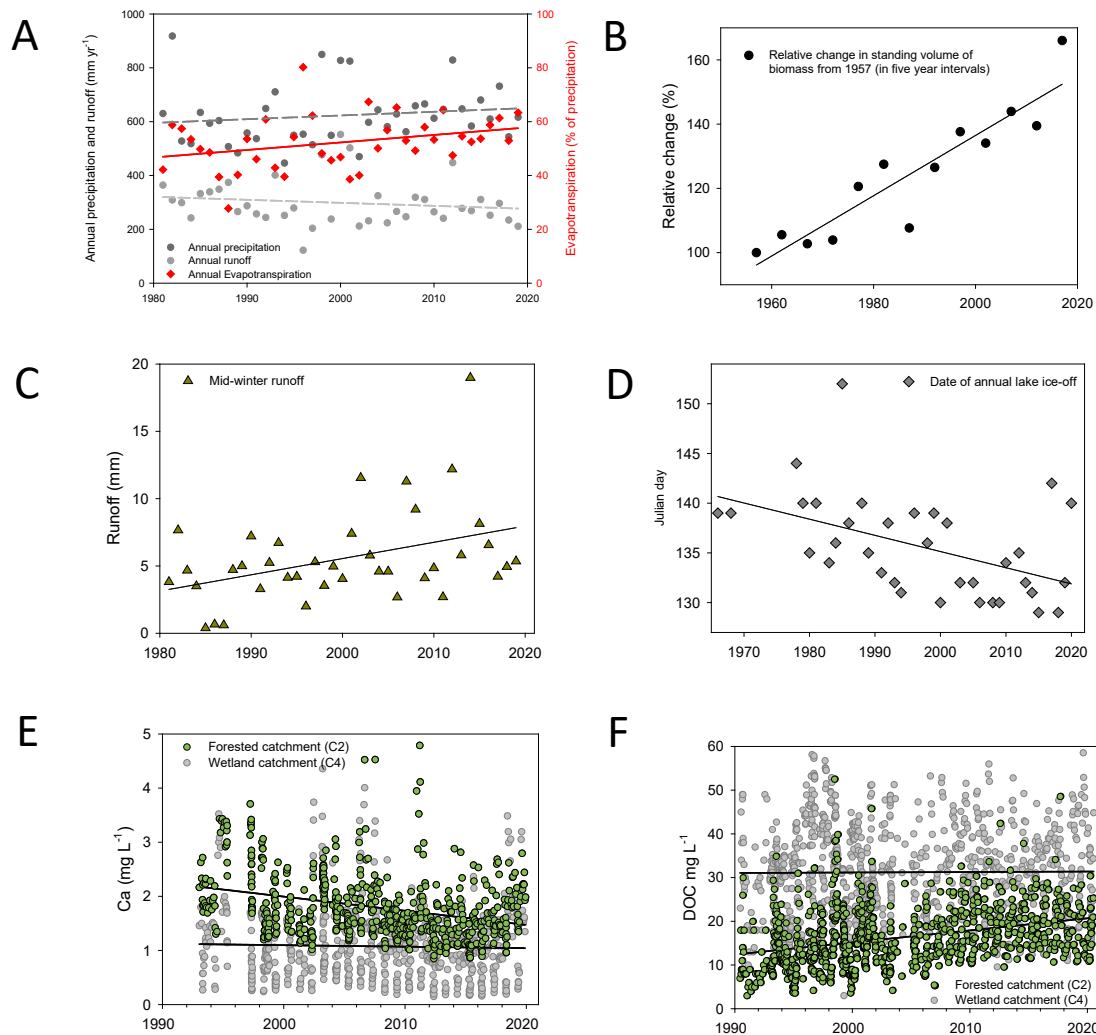 A
Annual precipitation and runoff (mm yr-1)
1000
800
600
400
200
0
100
80
60
40
20
0
Evapotranspiration (% of precipitation)
Annual precipitation
Annual runoff
Annual Evapotranspiration
1980
1990
2000
2010
2020
B
Relative change (%)
160
140
120
100
Relative change in standing volume of
biomass from 1957 (in five year intervals)
1960
1980
2000
2020
C
Runoff (mm)
20
15
10
5
0
Mid-winter runoff
1980
1990
2000
2010
2020
D
Julian day
150
145
140
135
130
Date of annual lake ice-off
1970
1980
1990
2000
2010
2020
E
Ca (mg L-1)
5
4
3
2
1
0
Forested catchment (C2)
Wetland catchment (C4)
1990
2000
2010
2020
F
DOC mg L-1
60
50
40
30
20
10
0
Forested catchment (C2)
Wetland catchment (C4)
1990
2000
2010
2020